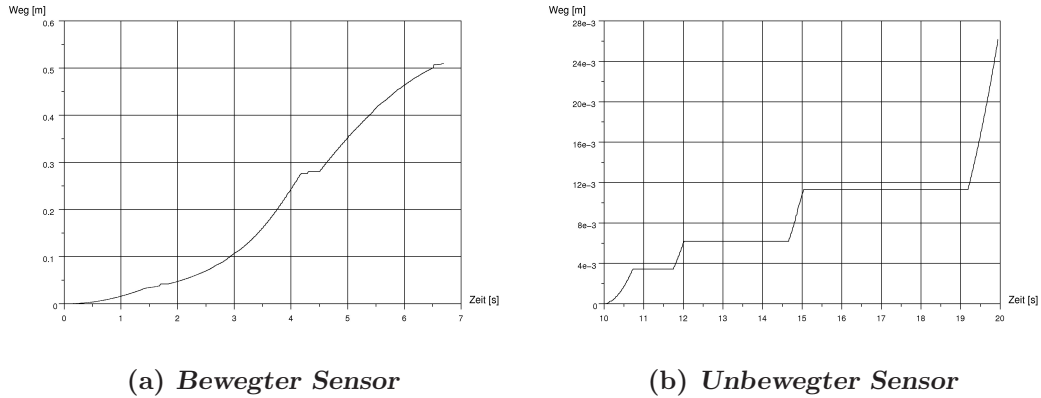 Weg [m]
0.6
0.5
0.4
0.3
0.2
0.1
0
0 1 2 3 4 5 6 7
Zeit [s]
(a) Bewegter Sensor
Weg [m]
28e-3
24e-3
20e-3
16e-3
12e-3
8e-3
4e-3
0
10 11 12 13 14 15 16 17 18 19 20
Zeit [s]
(b) Unbewegter Sensor